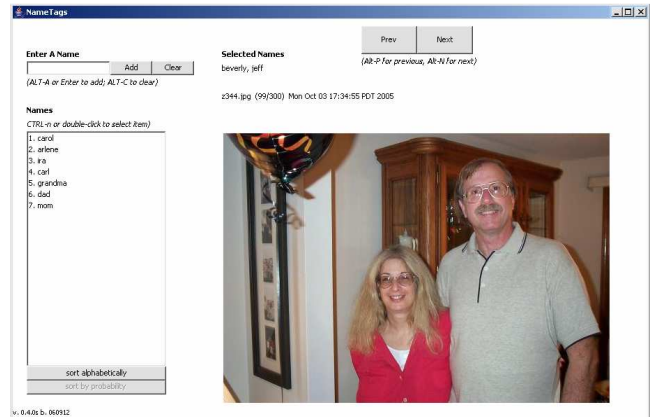 NameTags
Prev Next
Enter A Name
Selected Names
Add Clear
beverly, jeff
(Alt-P for previous, Alt-N for next)
(ALT-A or Enter to add; ALT-C to clear)
z344.jpg (99/300) Mon Oct 03 17:34:55 PDT 2005
Names
CTRL-n or double-click to select item)
1. carol
2. arlene
3. ira
4. carl
5. grandma
6. dad
7. mom
sort alphabetically
sort by probability
v. 0.4.0s b. 060912